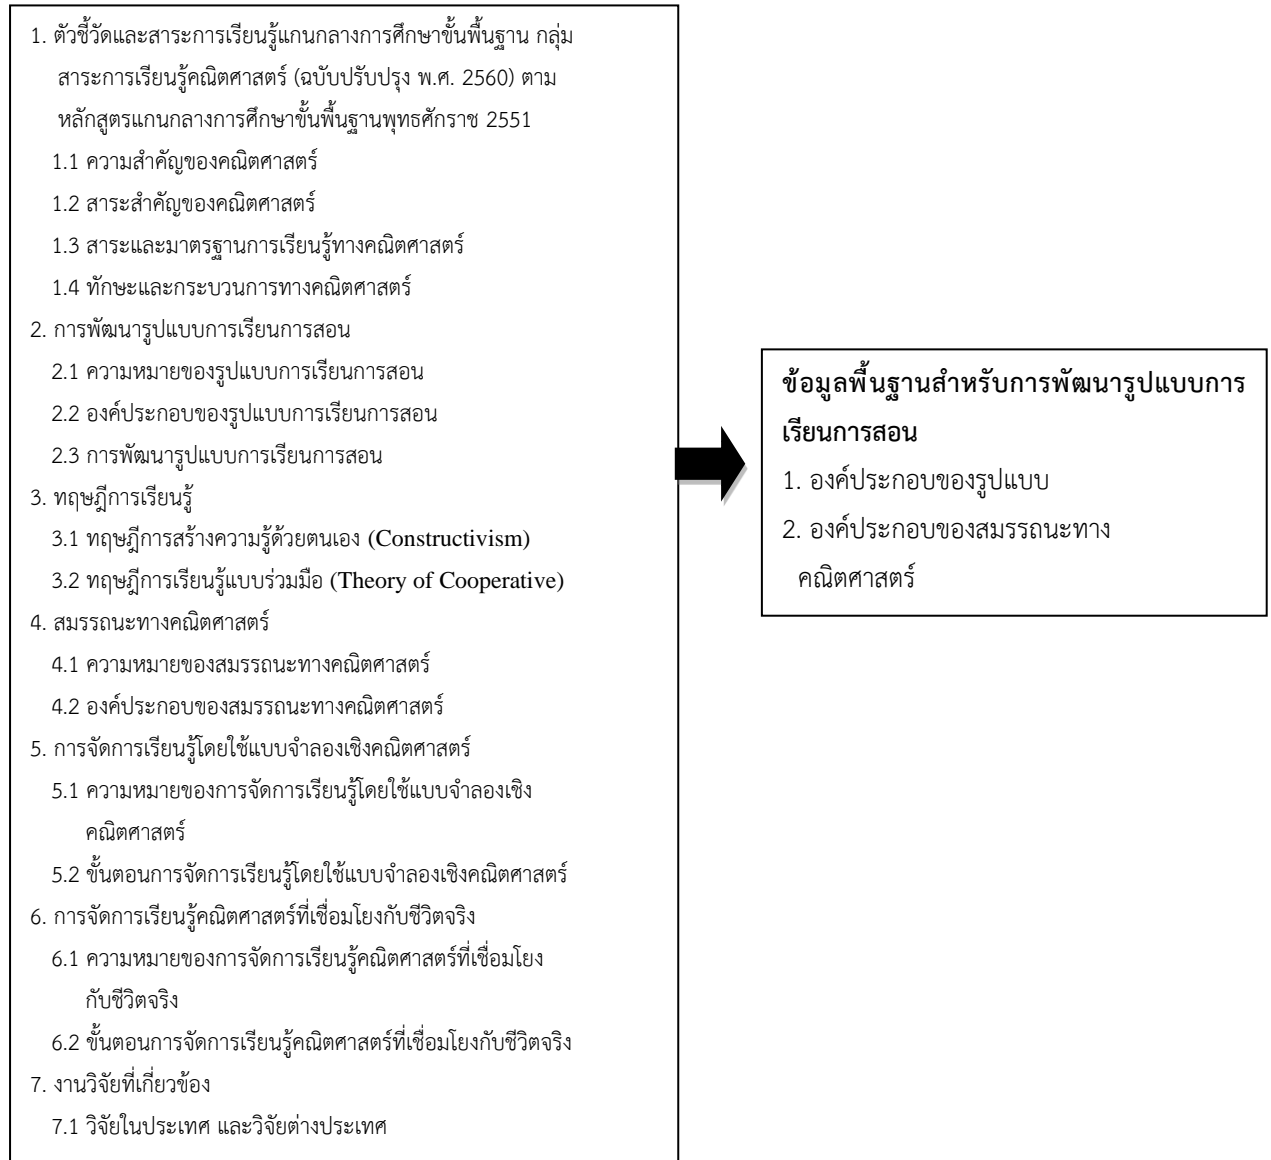 1. ตัวชี้วัดและสาระการเรียนรู้แกนกลางการศึกษาขั้นพื้นฐาน กลุ่ม
สาระการเรียนรู้คณิตศาสตร์ (ฉบับปรับปรุง พ.ศ. 2560) ตาม
หลักสูตรแกนกลางการศึกษาขั้นพื้นฐานพุทธศักราช 2551
1.1 ความสำคัญของคณิตศาสตร์
1.2 สาระสำคัญของคณิตศาสตร์
1.3 สาระและมาตรฐานการเรียนรู้ทางคณิตศาสตร์
1.4 ทักษะและกระบวนการทางคณิตศาสตร์
2. การพัฒนารูปแบบการเรียนการสอน
2.1 ความหมายของรูปแบบการเรียนการสอน
2.2 องค์ประกอบของรูปแบบการเรียนการสอน
2.3 การพัฒนารูปแบบการเรียนการสอน
3. ทฤษฎีการเรียนรู้
3.1 ทฤษฎีการสร้างความรู้ด้วยตนเอง (Constructivism)
3.2 ทฤษฎีการเรียนรู้แบบร่วมมือ (Theory of Cooperative)
4. สมรรถนะทางคณิตศาสตร์
4.1 ความหมายของสมรรถนะทางคณิตศาสตร์
4.2 องค์ประกอบของสมรรถนะทางคณิตศาสตร์
5. การจัดการเรียนรู้โดยใช้แบบจำลองเชิงคณิตศาสตร์
5.1 ความหมายของการจัดการเรียนรู้โดยใช้แบบจำลองเชิง
คณิตศาสตร์
5.2 ขั้นตอนการจัดการเรียนรู้โดยใช้แบบจำลองเชิงคณิตศาสตร์
6. การจัดการเรียนรู้คณิตศาสตร์ที่เชื่อมโยงกับชีวิตจริง
6.1 ความหมายของการจัดการเรียนรู้คณิตศาสตร์ที่เชื่อมโยง
กับชีวิตจริง
6.2 ขั้นตอนการจัดการเรียนรู้คณิตศาสตร์ที่เชื่อมโยงกับชีวิตจริง
7. งานวิจัยที่เกี่ยวข้อง
7.1 วิจัยในประเทศ และวิจัยต่างประเทศ
ข้อมูลพื้นฐานสำหรับการพัฒนารูปแบบการ
เรียนการสอน
1. องค์ประกอบของรูปแบบ
2. องค์ประกอบของสมรรถนะทาง
คณิตศาสตร์